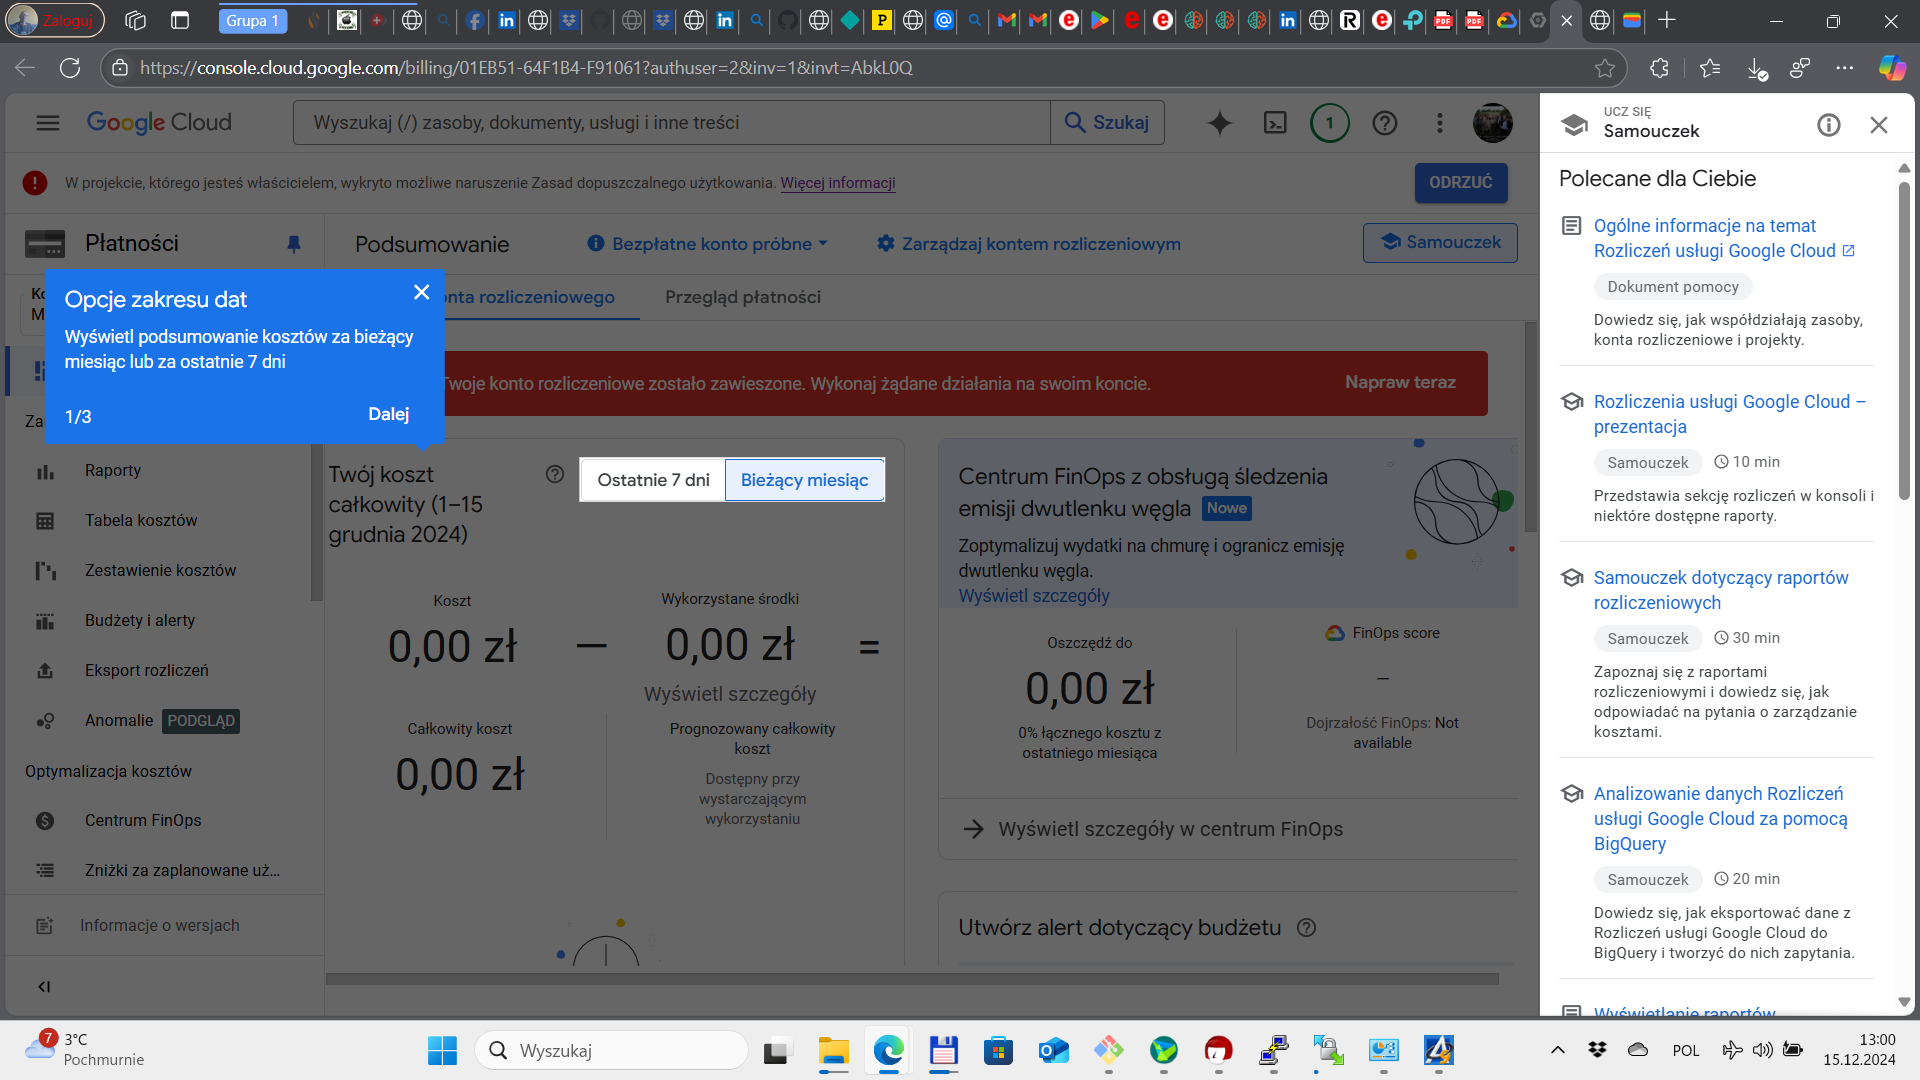 Zaloguj
Grupa 1
https://console.cloud.google.com/billing/01EB51-64F1B4-F91061?authuser=2&inv=1&invt=AbkL0Q
Google Cloud
Wyszukaj (/) zasoby, dokumenty, usługi i inne treści
Szukaj
1
W projekcie, którego jesteś właścicielem, wykryto możliwe naruszenie Zasad dopuszczalnego użytkowania. Więcej informacji
ODRZUĆ
Płatności
Podsumowanie
Bezpłatne konto próbne
Zarządzaj kontem rozliczeniowym
Samouczek
Opcje zakresu dat
Wyświetl podsumowanie kosztów za bieżący
miesiąc lub za ostatnie 7 dni
1/3
Dalej
onta rozliczeniowego
Przegląd płatności
Twoje konto rozliczeniowe zostało zawieszone. Wykonaj żądane działania na swoim koncie.
Napraw teraz
Raporty
Tabela kosztów
Zestawienie kosztów
Budżety i alerty
Eksport rozliczeń
Anomalie PODGLĄD
Optymalizacja kosztów
Centrum FinOps
Zniżki za zaplanowane uż...
Informacje o wersjach
Twój koszt
całkowity (1–15
grudnia 2024)
Ostatnie 7 dni
Bieżący miesiąc
Koszt
0,00 zł
—
Wykorzystane środki
0,00 zł
=
Wyświetl szczegóły
Całkowity koszt
0,00 zł
Prognozowany całkowity
koszt
Dostępny przy
wystarczającym
wykorzystaniu
Centrum FinOps z obsługą śledzenia
emisji dwutlenku węgla Nowe
Zoptymalizuj wydatki na chmurę i ogranicz emisję
dwutlenku węgla.
Wyświetl szczegóły
Oszczędź do
0,00 zł
0% łącznego kosztu z
ostatniego miesiąca
FinOps score
–
Dojrzałość FinOps: Not
available
Wyświetl szczegóły w centrum FinOps
Utwórz alert dotyczący budżetu
UCZ SIĘ
Samouczek
Polecane dla Ciebie
Ogólne informacje na temat
Rozliczeń usługi Google Cloud
Dokument pomocy
Dowiedz się, jak współdziałają zasoby,
konta rozliczeniowe i projekty.
Rozliczenia usługi Google Cloud –
prezentacja
Samouczek 10 min
Przedstawia sekcję rozliczeń w konsoli i
niektóre dostępne raporty.
Samouczek dotyczący raportów
rozliczeniowych
Samouczek 30 min
Zapoznaj się z raportami
rozliczeniowymi i dowiedz się, jak
odpowiadać na pytania o zarządzanie
kosztami.
Analizowanie danych Rozliczeń
usługi Google Cloud za pomocą
BigQuery
Samouczek 20 min
Dowiedz się, jak eksportować dane z
Rozliczeń usługi Google Cloud do
BigQuery i tworzyć do nich zapytania.
Wyświetlanie raportów
7
3°C
Pochmurnie
Wyszukaj
POL
13:00
15.12.2024